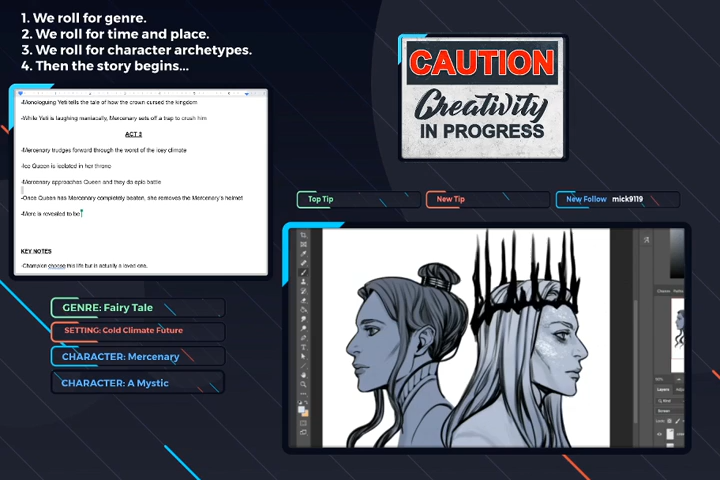 1. We roll for genre.
2. We roll for time and place.
3. We roll for character archetypes.
4. Then the story begins...
CAUTION
Creativity
IN PROGRESS
-Monologuing Yeti tells the tale of how the crown cursed the kingdom
-While Yeti is laughing maniacally, Mercenary sets off a trap to crush him
ACT 3
-Mercenary trudges forward through the worst of the icey climate
-Ice Queen is isolated in her throne
-Mercenary approaches Queen and they do epic battle
-Once Queen has Mercenary completely beaten, she removes the Mercenary's helmet
-Merc is revealed to be
KEY NOTES
-Champion choose this life but is actually a loved one.
Top Tip
New Tip
New Follow mick9119
GENRE: Fairy Tale
SETTING: Cold Climate Future
CHARACTER: Mercenary
CHARACTER: A Mystic
Layers